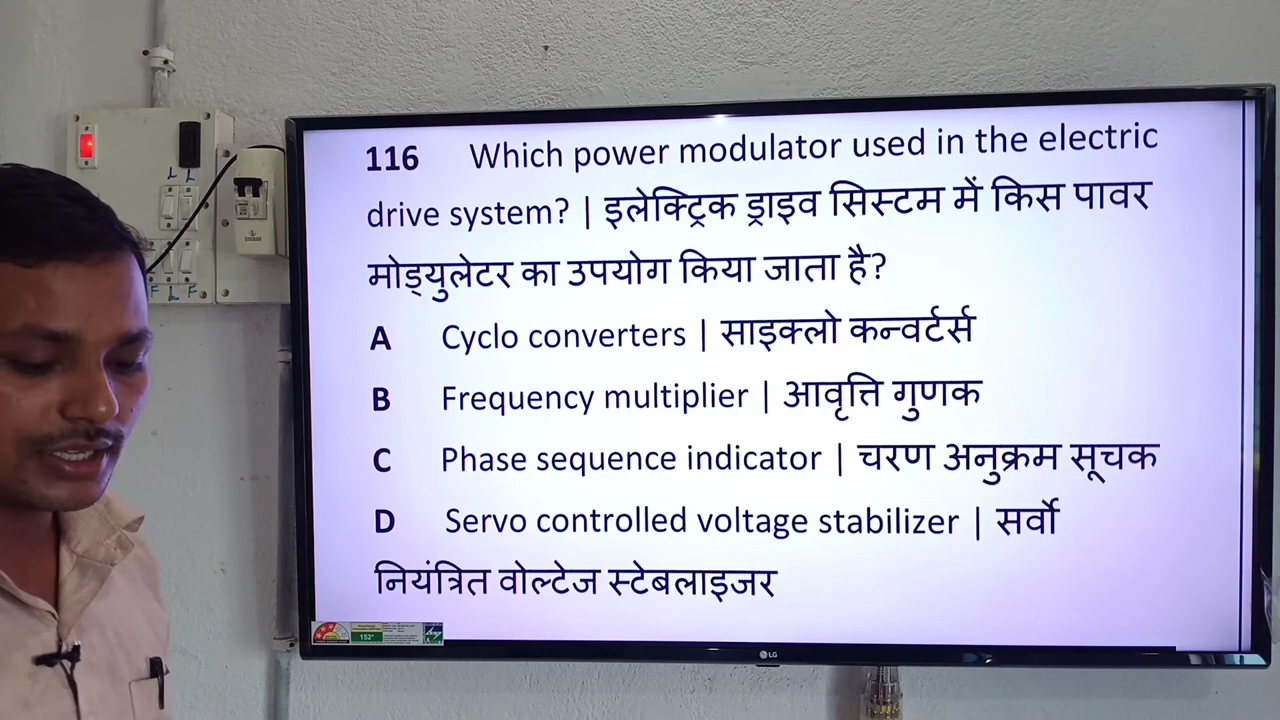 116 Which power modulator used in the electric
drive system? | इलेक्ट्रिक ड्राइव सिस्टम में किस पावर
मोड्युलेटर का उपयोग किया जाता है?
A Cyclo converters | साइक्लो कन्वर्टर्स
B Frequency multiplier | आवृत्ति गुणक
C Phase sequence indicator | चरण अनुक्रम सूचक
D Servo controlled voltage stabilizer | सर्वो
नियंत्रित वोल्टेज स्टेबलाइजर
152
LG
L L
F L F